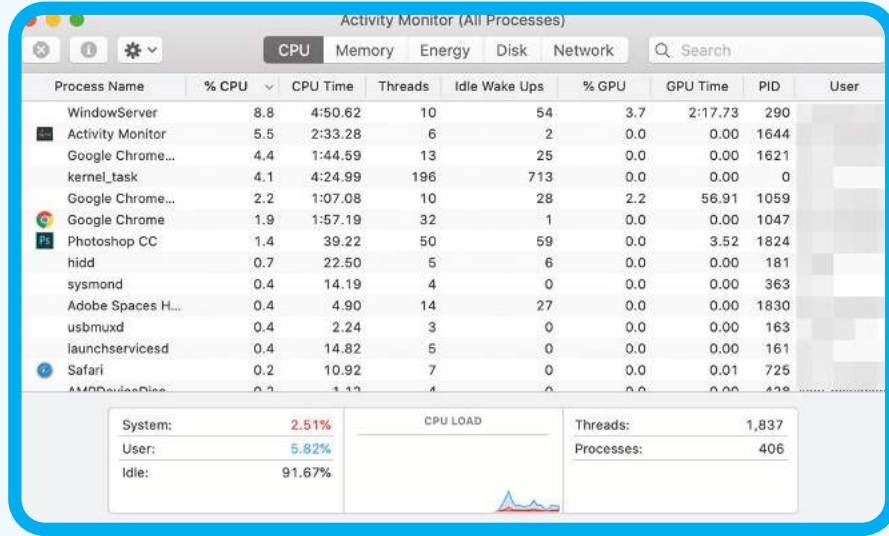 Activity Monitor (All Processes)
CPU Memory Energy Disk Network Search
Process Name % CPU CPU Time Threads Idle Wake Ups % GPU GPU Time PID User
WindowServer 8.8 4:50.62 10 54 3.7 2:17.73 290
Activity Monitor 5.5 2:33.28 6 2 0.0 0.00 1644
Google Chrome... 4.4 1:44.59 13 25 0.0 0.00 1621
kernel_task 4.1 4:24.99 196 713 0.0 0.00 0
Google Chrome... 2.2 1:07.08 10 28 2.2 56.91 1059
Google Chrome 1.9 1:57.19 32 1 0.0 0.00 1047
Ps Photoshop CC 1.4 39.22 50 59 0.0 3.52 1824
hidd 0.7 22.50 5 6 0.0 0.00 181
sysmond 0.4 14.19 4 0 0.0 0.00 363
Adobe Spaces H... 0.4 4.90 14 27 0.0 0.00 1830
usbmuxd 0.4 2.24 3 0 0.0 0.00 163
launchservicesd 0.4 14.82 5 0 0.0 0.00 161
Safari 0.2 10.92 7 0 0.0 0.01 725
System: 2.51% CPU LOAD Threads: 1,837
User: 5.82% Processes: 406
Idle: 91.67%